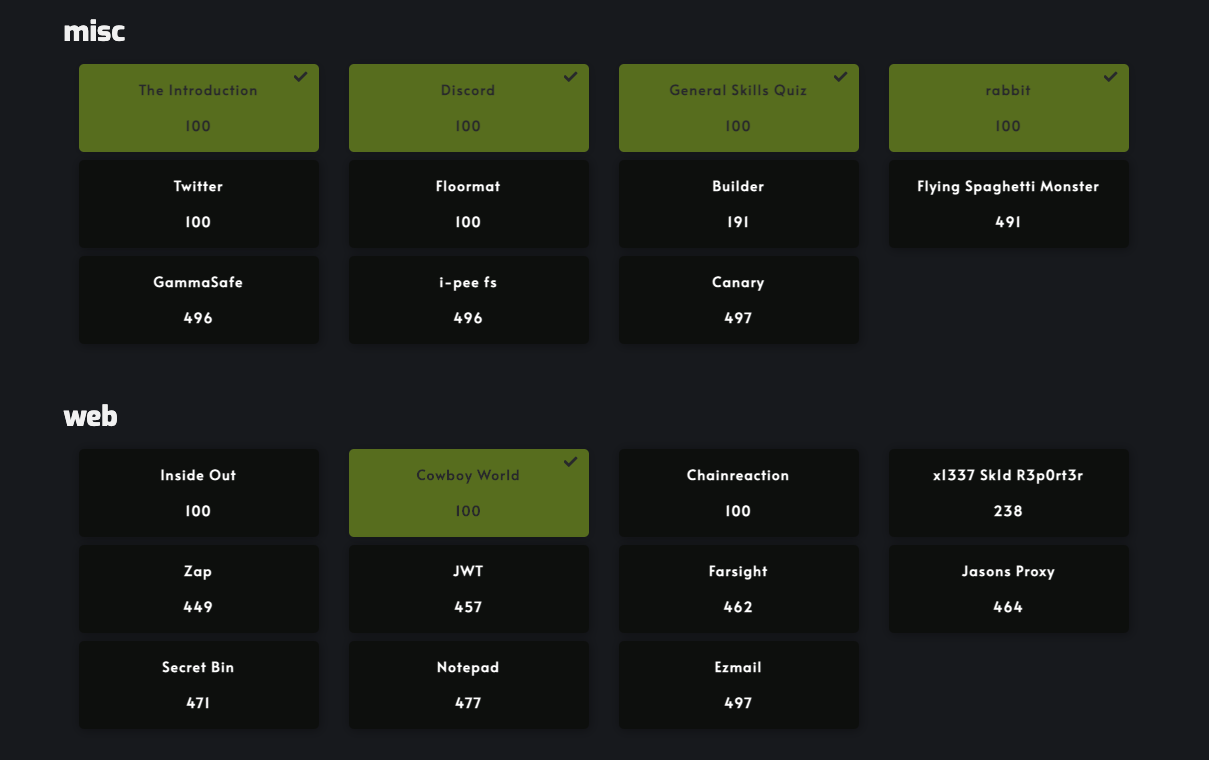 misc
The Introduction
100
Discord
100
General Skills Quiz
100
rabbit
100
Twitter
100
Floormat
100
Builder
191
Flying Spaghetti Monster
491
GammaSafe
496
i-pee fs
496
Canary
497
web
Inside Out
100
Cowboy World
100
Chainreaction
100
x1337 Sk1d R3p0rt3r
238
Zap
449
JWT
457
Farsight
462
Jasons Proxy
464
Secret Bin
471
Notepad
477
Ezmail
497